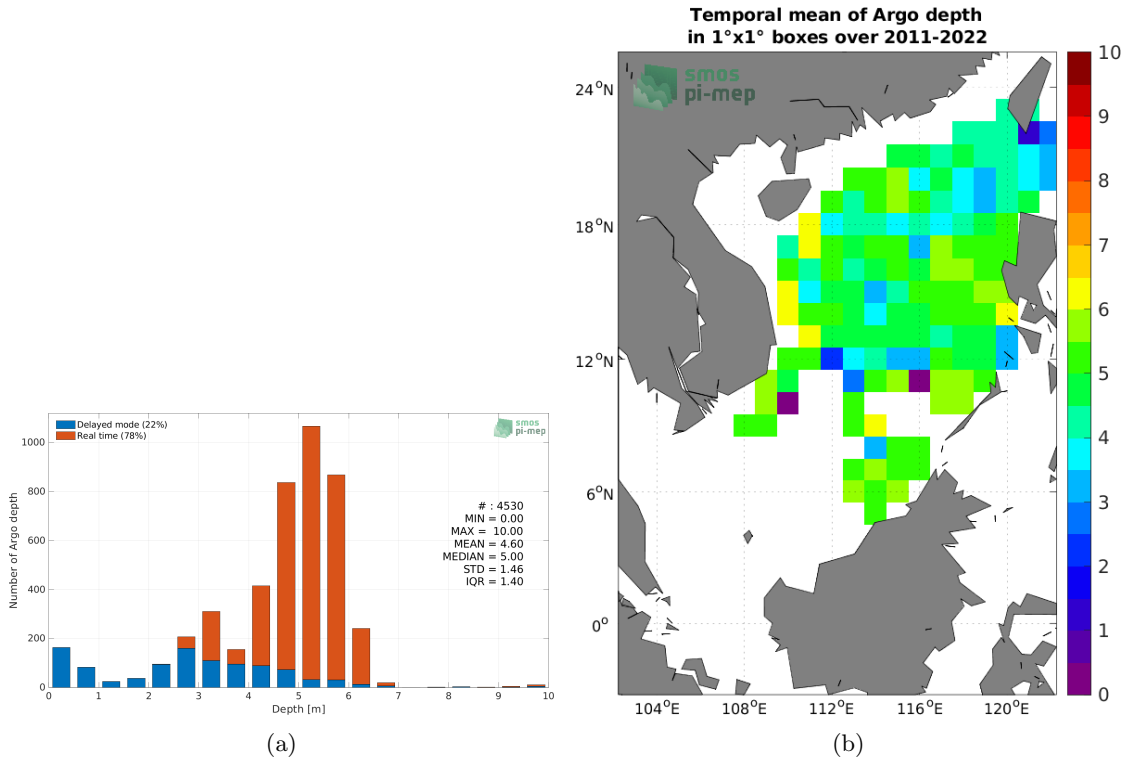 Delayed mode (22%)
Real time (78%)
smos
pi-mep
# : 4530
MIN = 0.00
MAX = 10.00
MEAN = 4.60
MEDIAN = 5.00
STD = 1.46
IQR = 1.40
Number of Argo depth
1000
800
600
400
200
0
0 1 2 3 4 5 6 7 8 9 10
Depth [m]
(a)
Temporal mean of Argo depth
in 1°x1° boxes over 2011-2022
smos
pi-mep
24°N
18°N
12°N
6°N
0°
104°E 108°E 112°E 116°E 120°E
10
9
8
7
6
5
4
3
2
1
0
(b)